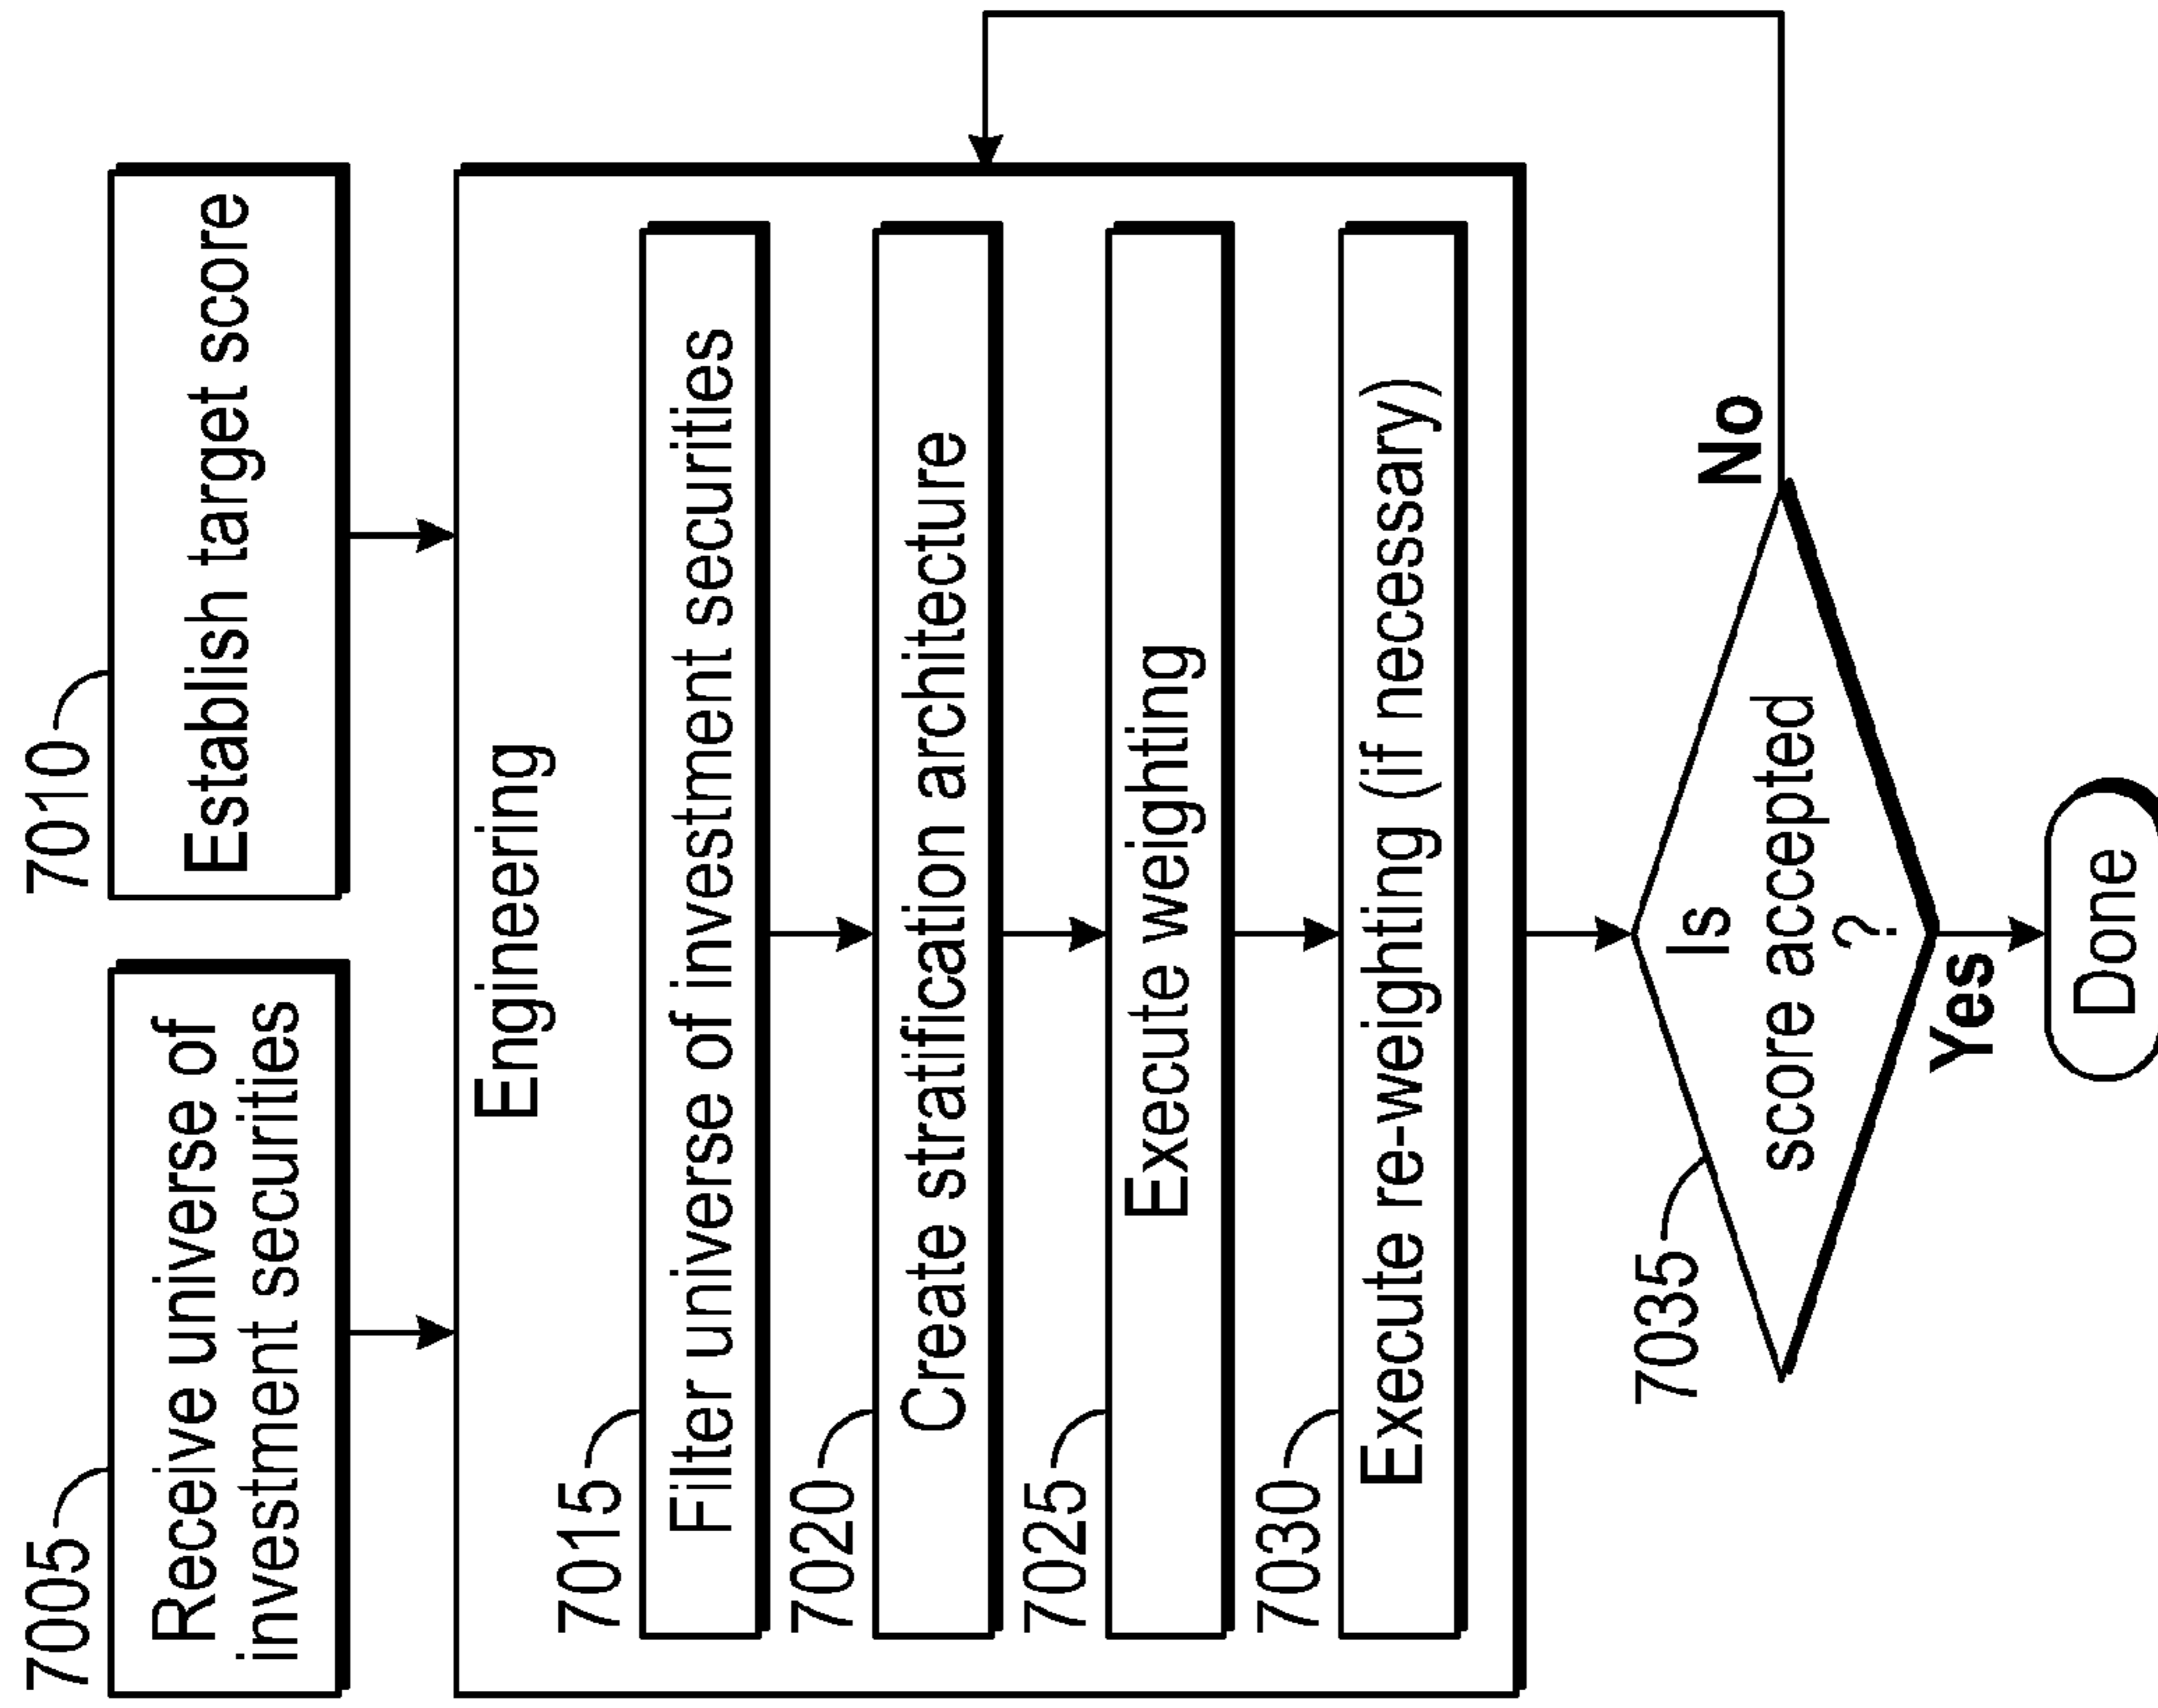 7005
Receive universe of
investment securities
7010
Establish target score
Engineering
7015
Filter universe of investment securities
7020
Create stratification architecture
7025
Execute weighting
7030
Execute re-weighting (if necessary)
7035
Is
score accepted
?
No
Yes
Done